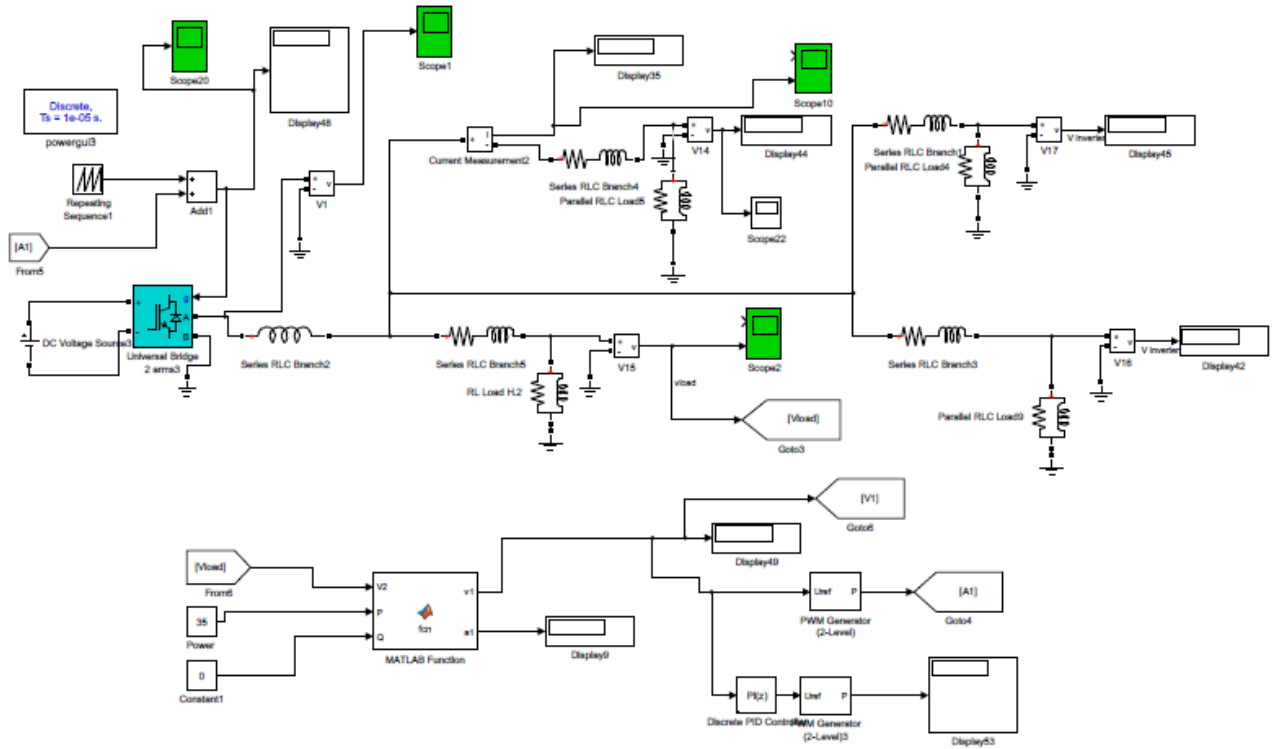 Scope20
Display48
Scope1
Discrete,
Ts = 1e-05 s.
powergui3
Repeating
Sequence1
Add1
[A1]
From5
+
-
v
V1
DC Voltage Source3
+
-
g
A
B
Universal Bridge
2 arms3
Series RLC Branch2
Current Measurement2
+
-
i
Display35
Scope10
Series RLC Branch4
Parallel RLC Load5
+
-
v
V14
Display44
Scope22
Series RLC Branch1
Parallel RLC Load4
+
-
v
V17
V Inverter
Display45
Series RLC Branch5
RL Load H.2
+
-
v
V15
vload
Scope2
[Vload]
Goto3
Series RLC Branch3
Parallel RLC Load9
+
-
v
V16
V Inverter
Display42
[Vload]
From6
35
Power
0
Constant1
V2
P
Q
fcn
v1
a1
MATLAB Function
Display9
[V1]
Goto6
Display49
Uref P
PWM Generator
(2-Level)
[A1]
Goto4
PI(z)
Discrete PID Controller
Uref P
PWM Generator
(2-Level)3
Display53